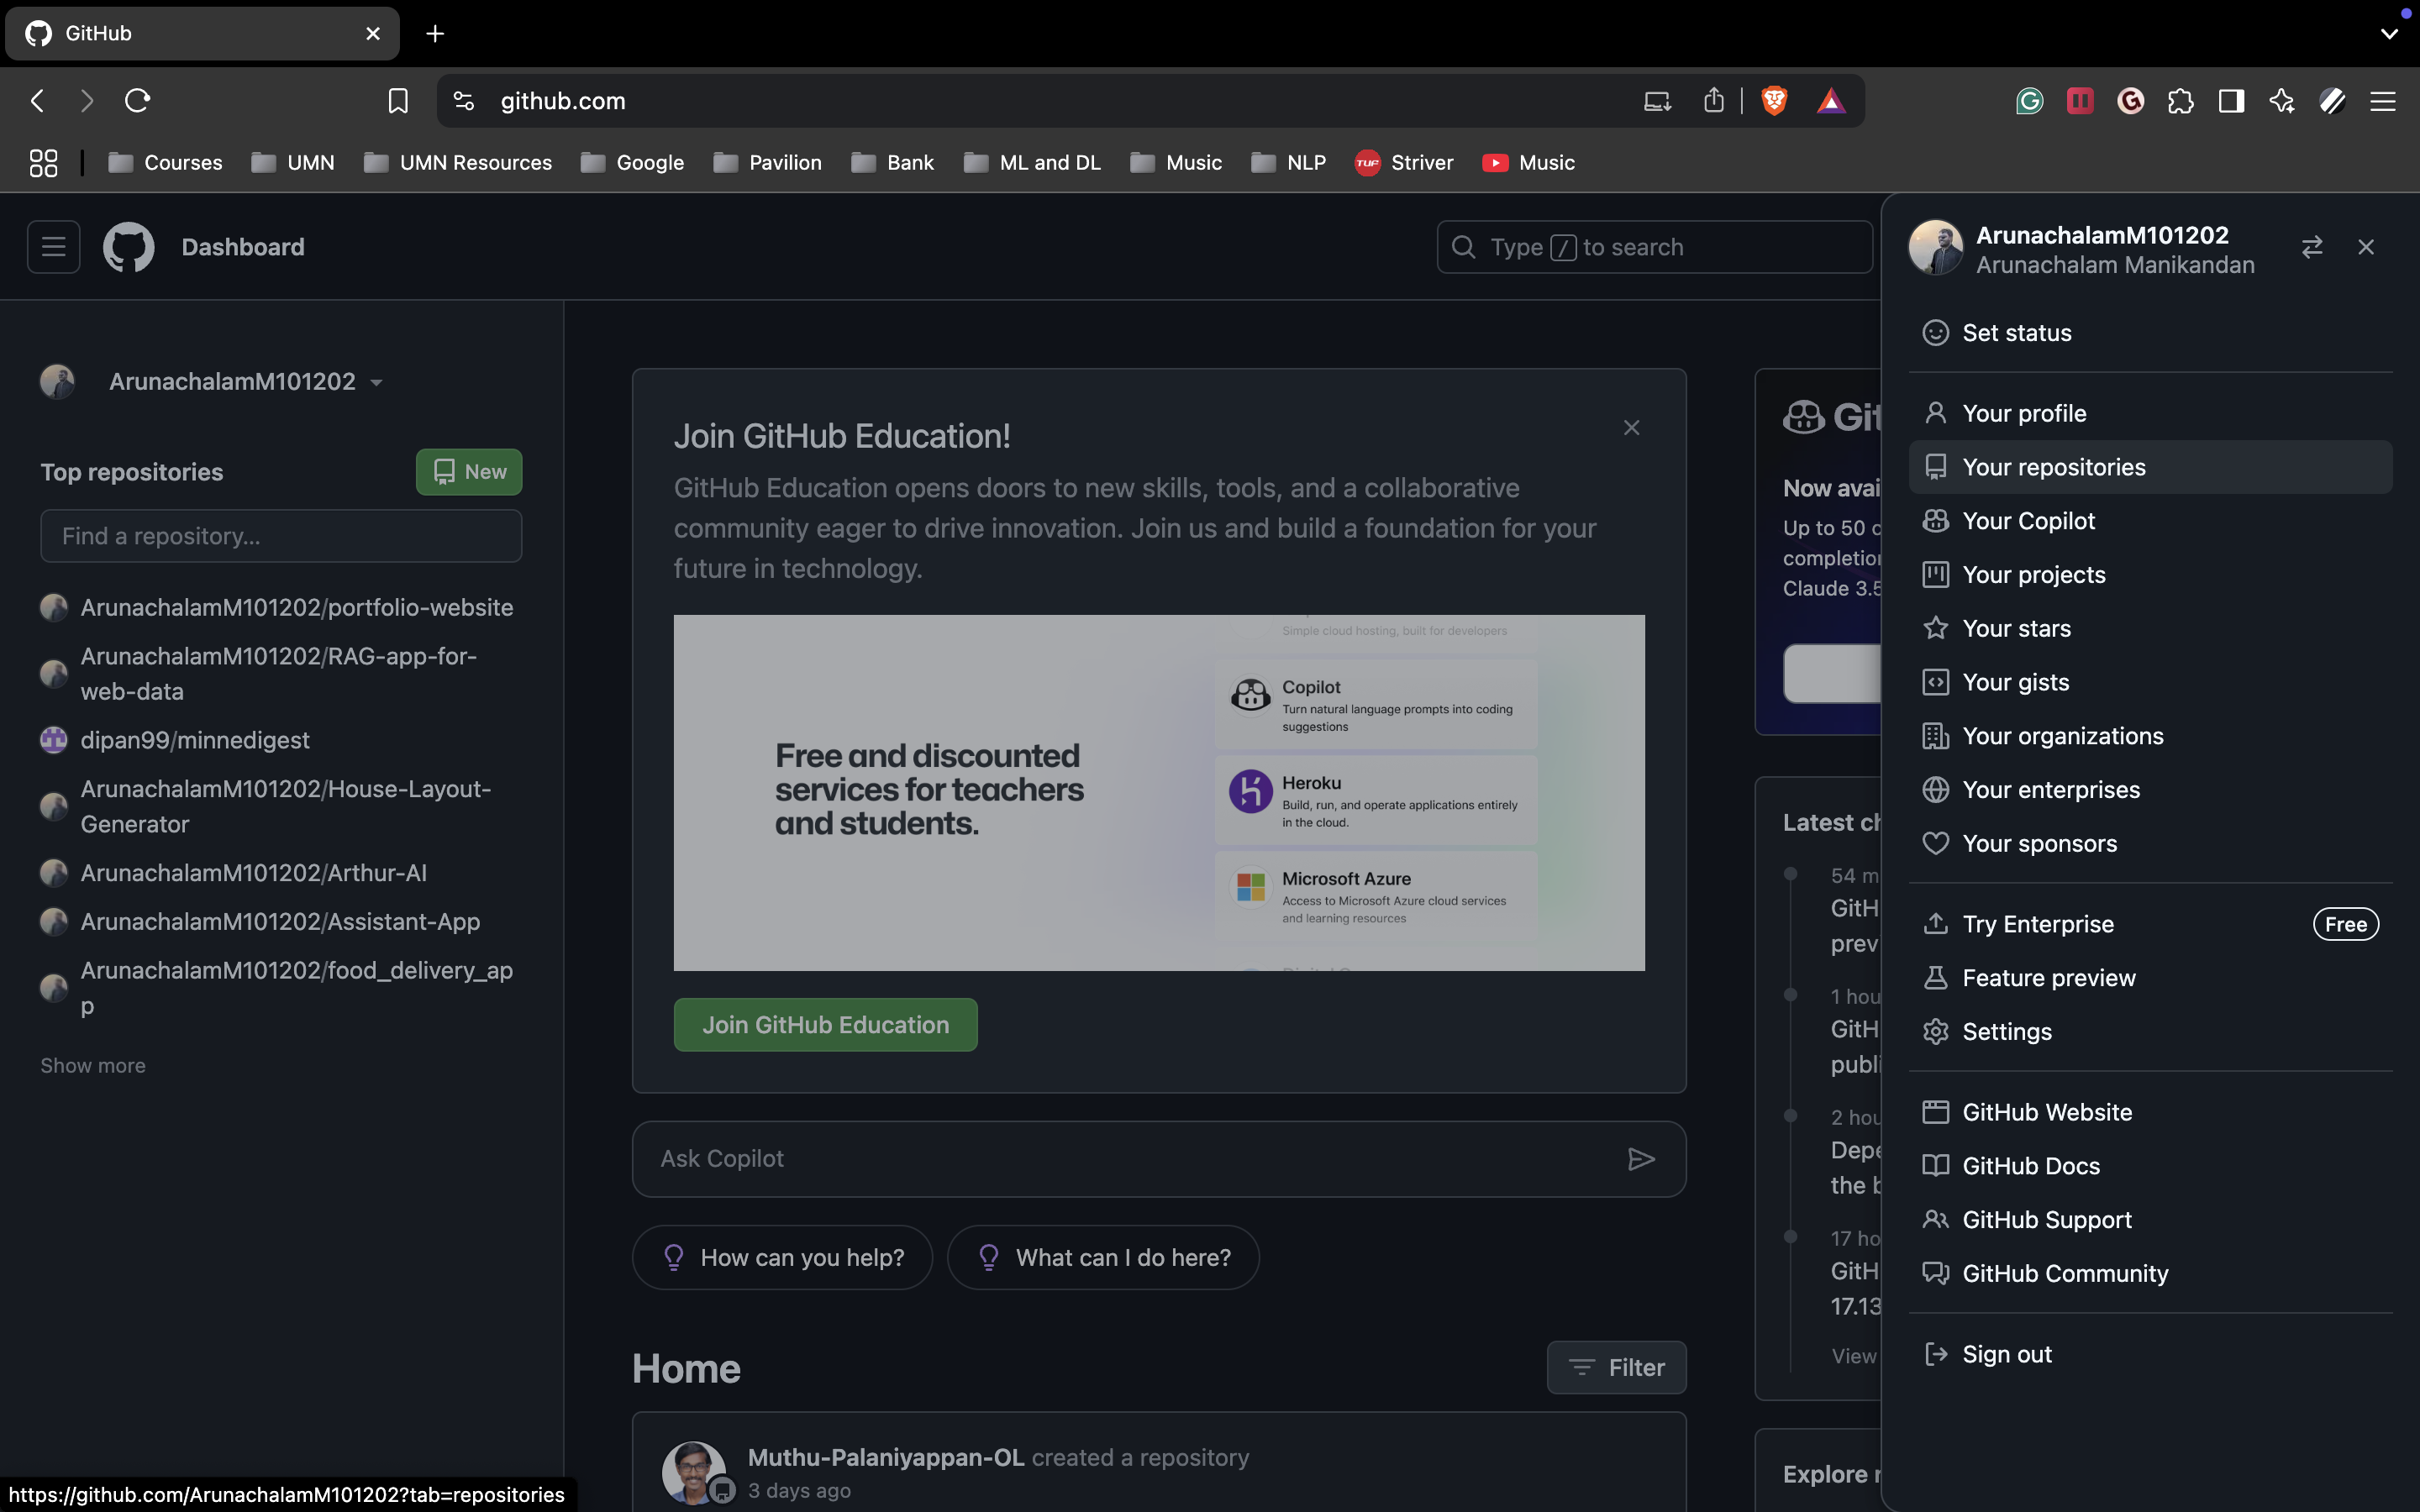 GitHub
github.com
Courses
UMN
UMN Resources
Google
Pavilion
Bank
ML and DL
Music
NLP
TUF
Striver
Music
Dashboard
Type / to search
ArunachalamM101202
Top repositories
New
Find a repository...
ArunachalamM101202/portfolio-website
ArunachalamM101202/RAG-app-for-
web-data
dipan99/minnedigest
ArunachalamM101202/House-Layout-
Generator
ArunachalamM101202/Arthur-AI
ArunachalamM101202/Assistant-App
ArunachalamM101202/food_delivery_ap
p
Show more
Join GitHub Education!
GitHub Education opens doors to new skills, tools, and a collaborative
community eager to drive innovation. Join us and build a foundation for your
future in technology.
Free and discounted
services for teachers
and students.
Simple cloud hosting, built for developers
Copilot
Turn natural language prompts into coding
suggestions
Heroku
Build, run, and operate applications entirely
in the cloud.
Microsoft Azure
Access to Microsoft Azure cloud services
and learning resources
Join GitHub Education
Ask Copilot
How can you help?
What can I do here?
Home
Filter
Muthu-Palaniyappan-OL created a repository
3 days ago
Git
Now avai
Up to 50 c
completion
Claude 3.5
Latest ch
54 m
GitH
prev
1 hou
GitH
publi
2 hou
Depe
the b
17 ho
GitH
17.13
View
Explore r
ArunachalamM101202
Arunachalam Manikandan
Set status
Your profile
Your repositories
Your Copilot
Your projects
Your stars
Your gists
Your organizations
Your enterprises
Your sponsors
Try Enterprise
Free
Feature preview
Settings
GitHub Website
GitHub Docs
GitHub Support
GitHub Community
Sign out
https://github.com/ArunachalamM101202?tab=repositories